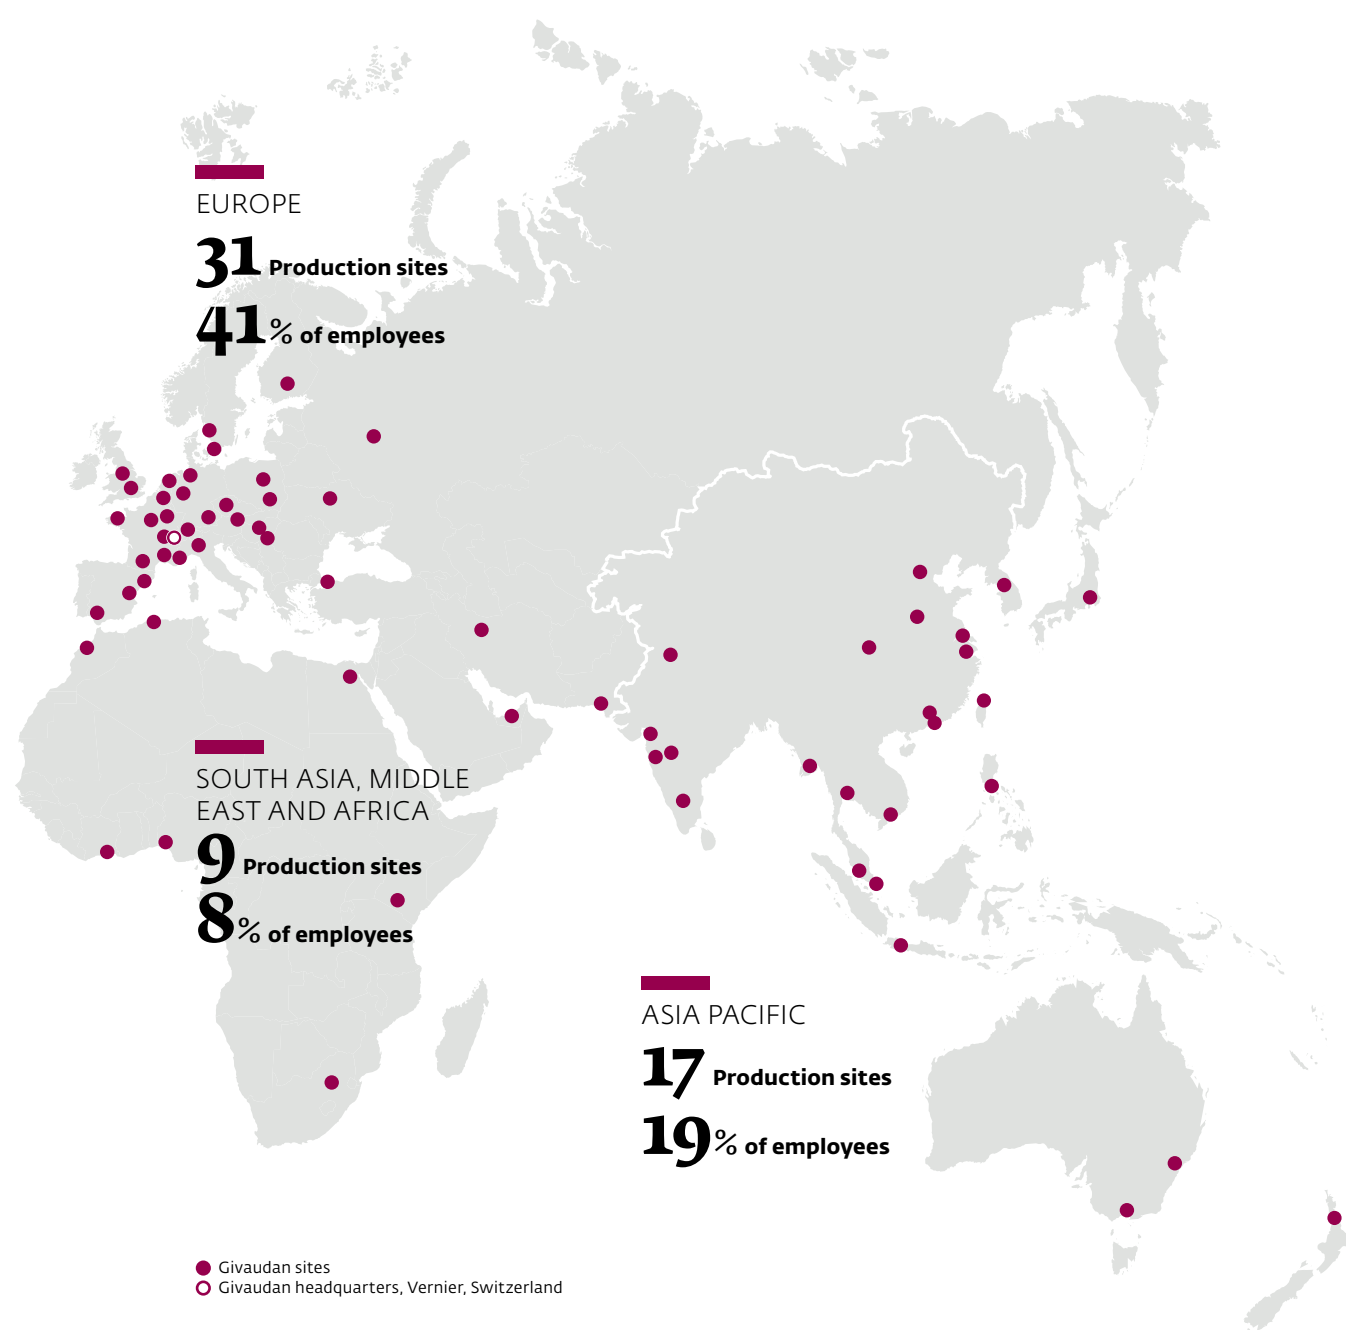 EUROPE
31 Production sites
41% of employees
SOUTH ASIA, MIDDLE
EAST AND AFRICA
9 Production sites
8% of employees
ASIA PACIFIC
17 Production sites
19% of employees
Givaudan sites
Givaudan headquarters, Vernier, Switzerland